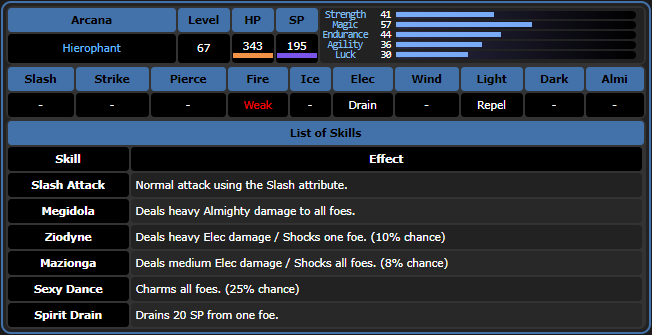 Arcana Level HP SP
Hierophant 67 343 195
Strength 41
Magic 57
Endurance 44
Agility 36
Luck 30
Slash Strike Pierce Fire Ice Elec Wind Light Dark Almi
- - - Weak - Drain - Repel - -
List of Skills
Skill Effect
Slash Attack Normal attack using the Slash attribute.
Megidola Deals heavy Almighty damage to all foes.
Ziodyne Deals heavy Elec damage / Shocks one foe. (10% chance)
Mazionga Deals medium Elec damage / Shocks all foes. (8% chance)
Sexy Dance Charms all foes. (25% chance)
Spirit Drain Drains 20 SP from one foe.